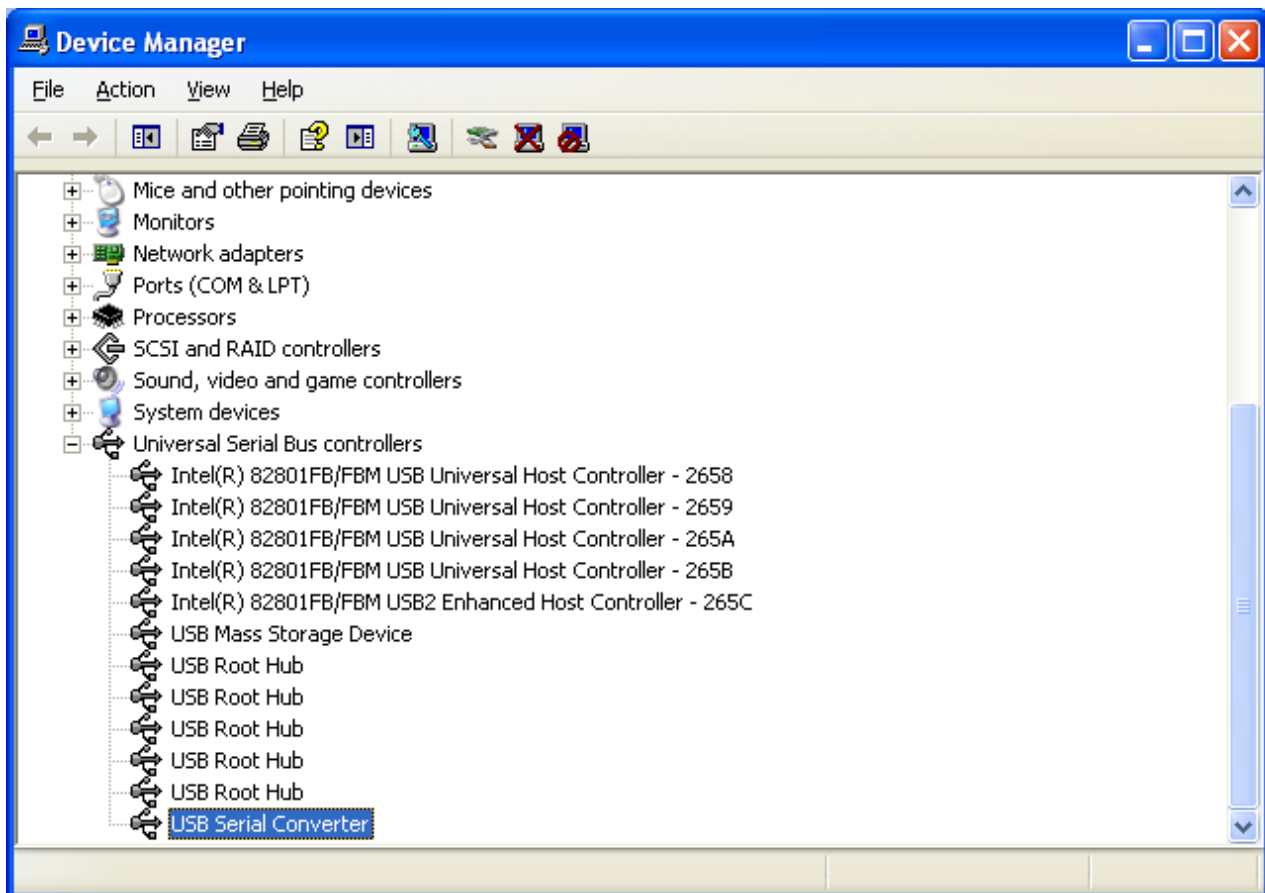 Device Manager
File Action View Help
Mice and other pointing devices
Monitors
Network adapters
Ports (COM & LPT)
Processors
SCSI and RAID controllers
Sound, video and game controllers
System devices
Universal Serial Bus controllers
Intel(R) 82801FB/FBM USB Universal Host Controller - 2658
Intel(R) 82801FB/FBM USB Universal Host Controller - 2659
Intel(R) 82801FB/FBM USB Universal Host Controller - 265A
Intel(R) 82801FB/FBM USB Universal Host Controller - 265B
Intel(R) 82801FB/FBM USB2 Enhanced Host Controller - 265C
USB Mass Storage Device
USB Root Hub
USB Root Hub
USB Root Hub
USB Root Hub
USB Root Hub
USB Serial Converter